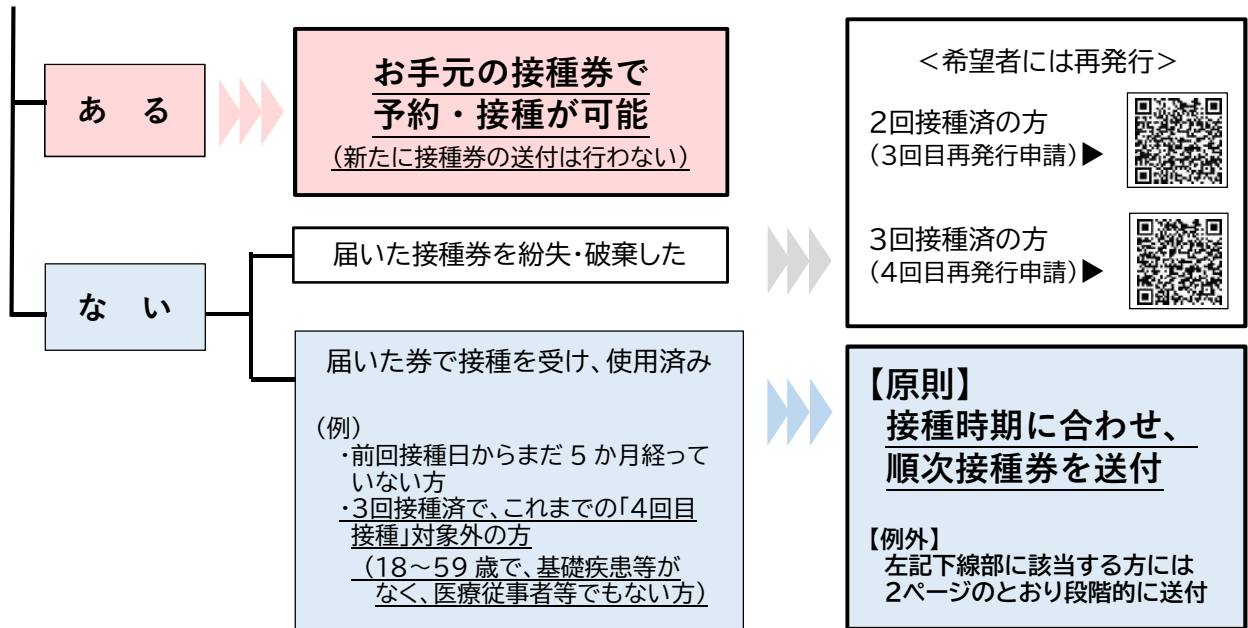 ある
お手元の接種券で
予約・接種が可能
(新たに接種券の送付は行わない)
<希望者には再発行>
2回接種済の方
(3回目再発行申請)▶
3回接種済の方
(4回目再発行申請)▶
ない
届いた接種券を紛失・破棄した
届いた券で接種を受け、使用済み
(例)
・前回接種日からまだ 5 か月経って
いない方
・3回接種済で、これまでの「4回目
接種」対象外の方
(18~59 歳で、基礎疾患等が
なく、医療従事者等でもない方)
【原則】
接種時期に合わせ、
順次接種券を送付
【例外】
左記下線部に該当する方には
2ページのとおり段階的に送付